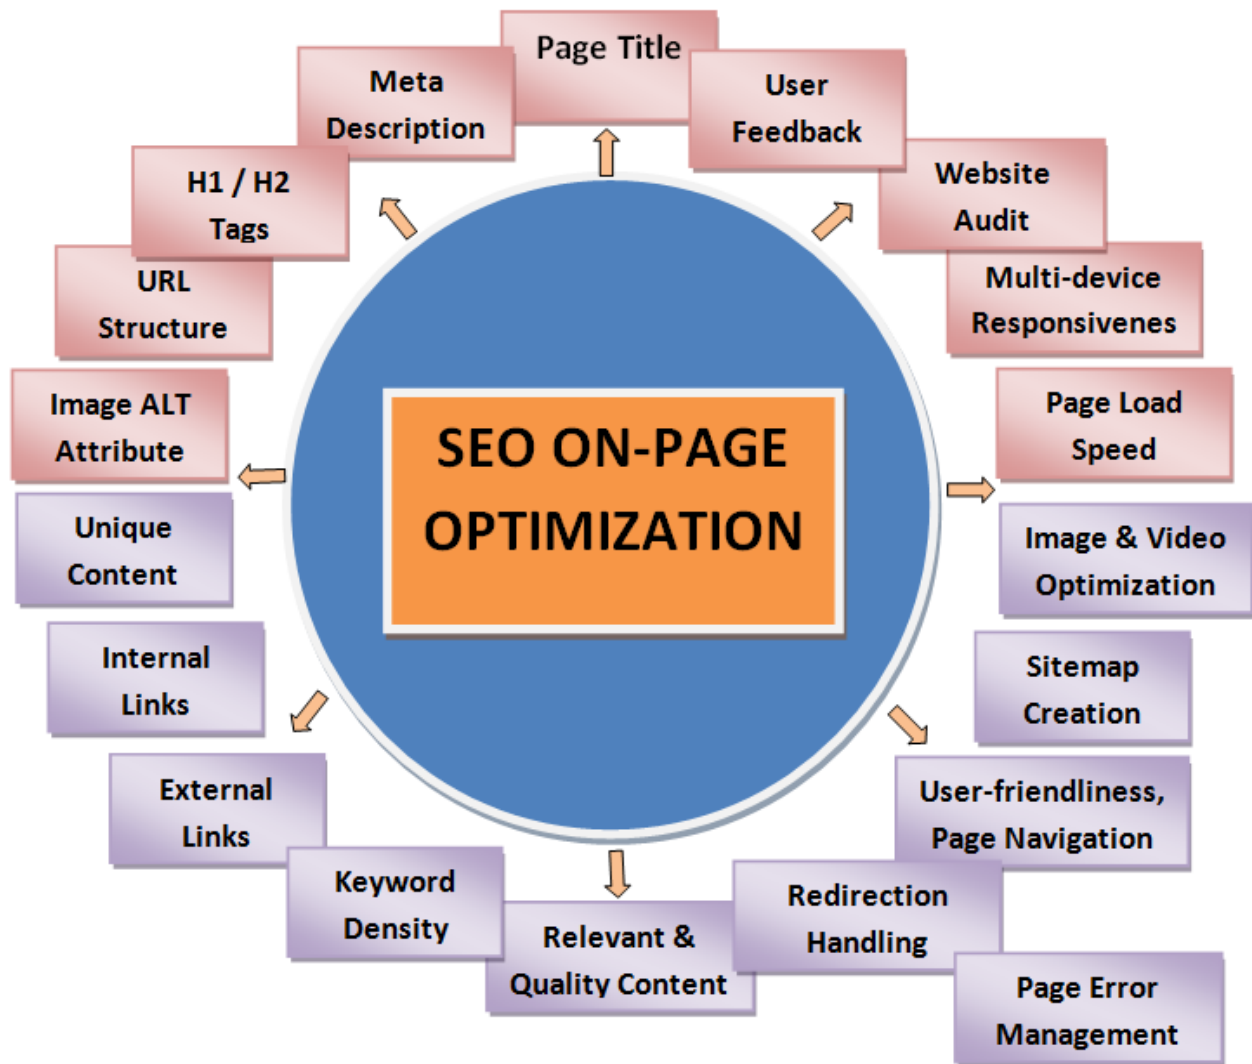 Page Title
Meta
Description
User
Feedback
H1 / H2
Tags
Website
Audit
URL
Structure
Multi-device
Responsivenes
Image ALT
Attribute
Page Load
Speed
SEO ON-PAGE
OPTIMIZATION
Unique
Content
Image & Video
Optimization
Internal
Links
Sitemap
Creation
External
Links
User-friendliness,
Page Navigation
Keyword
Density
Redirection
Handling
Relevant &
Quality Content
Page Error
Management